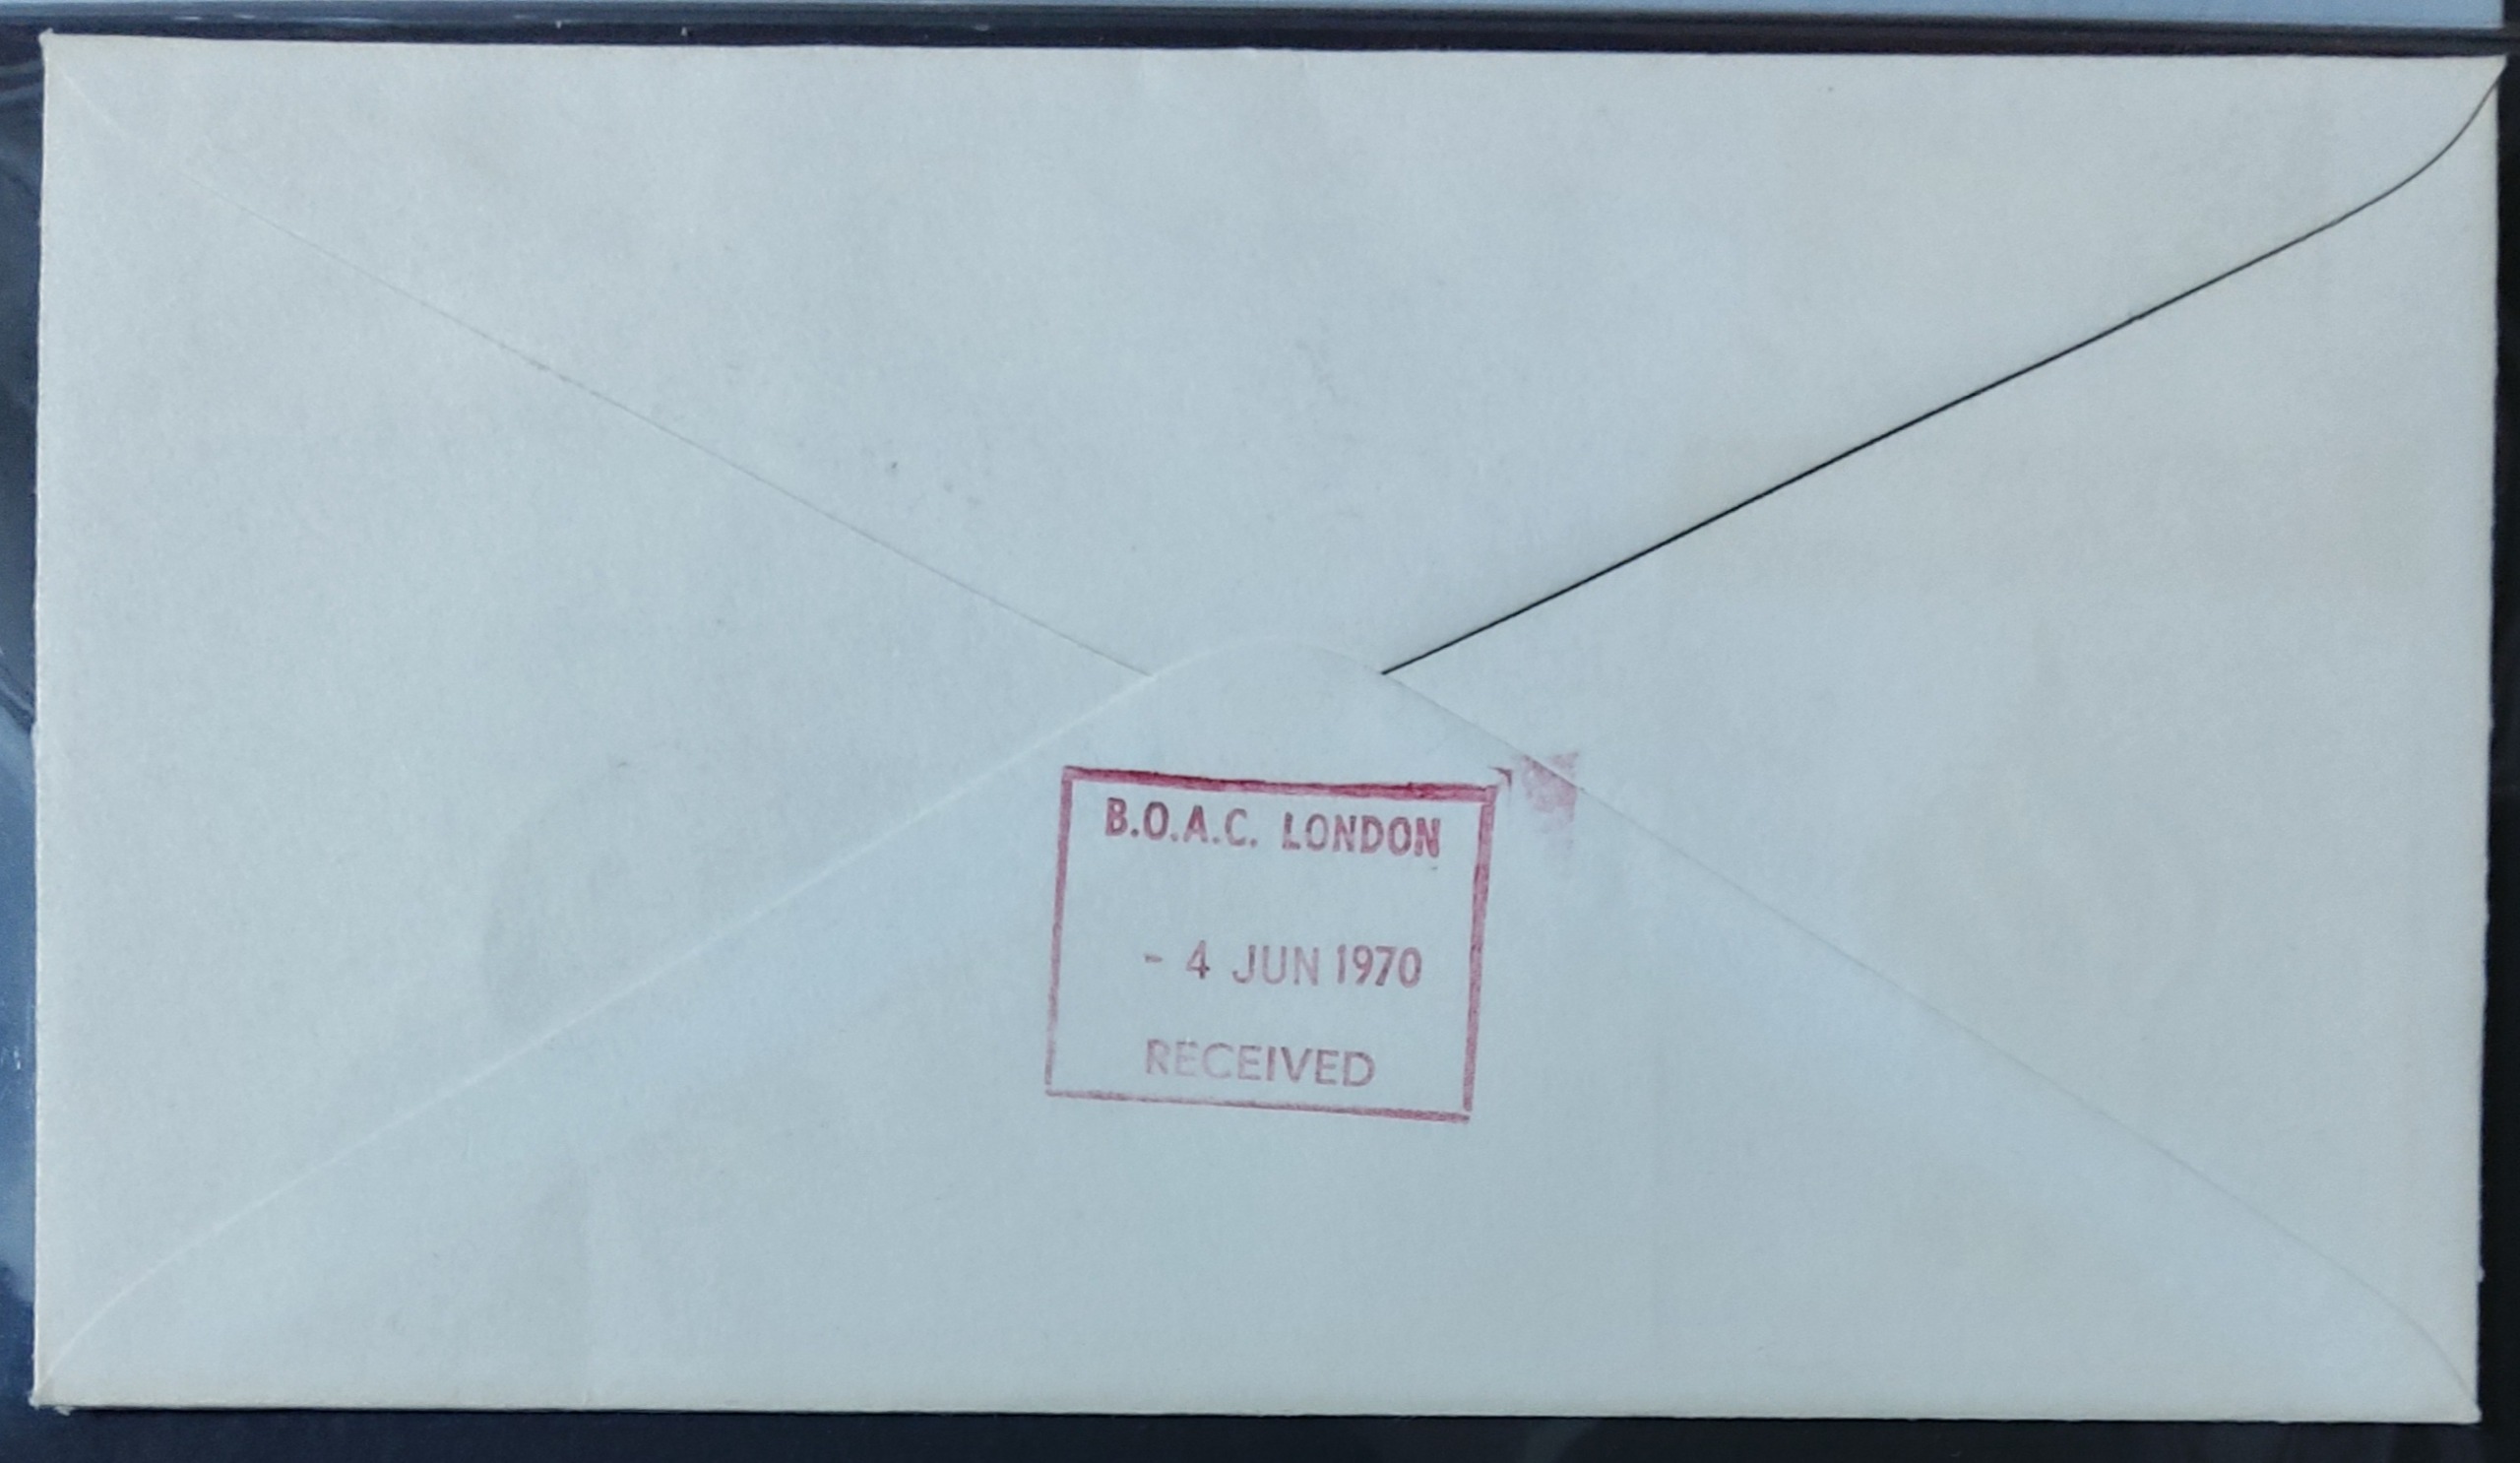 B.O.A.C. LONDON
- 4 JUN 1970
RECEIVED